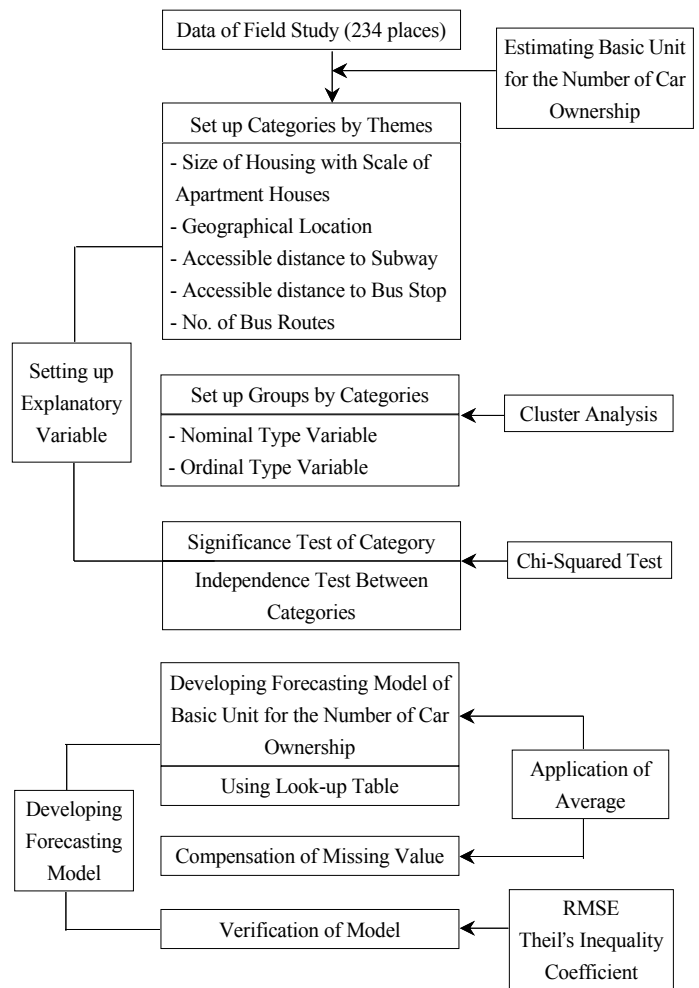 Data of Field Study (234 places)
Estimating Basic Unit
for the Number of Car
Ownership
Set up Categories by Themes
- Size of Housing with Scale of
Apartment Houses
- Geographical Location
- Accessible distance to Subway
- Accessible distance to Bus Stop
- No. of Bus Routes
Setting up
Explanatory
Variable
Set up Groups by Categories
- Nominal Type Variable
- Ordinal Type Variable
Cluster Analysis
Significance Test of Category
Independence Test Between
Categories
Chi-Squared Test
Developing Forecasting Model of
Basic Unit for the Number of Car
Ownership
Using Look-up Table
Application of
Average
Developing
Forecasting
Model
Compensation of Missing Value
Verification of Model
RMSE
Theil's Inequality
Coefficient